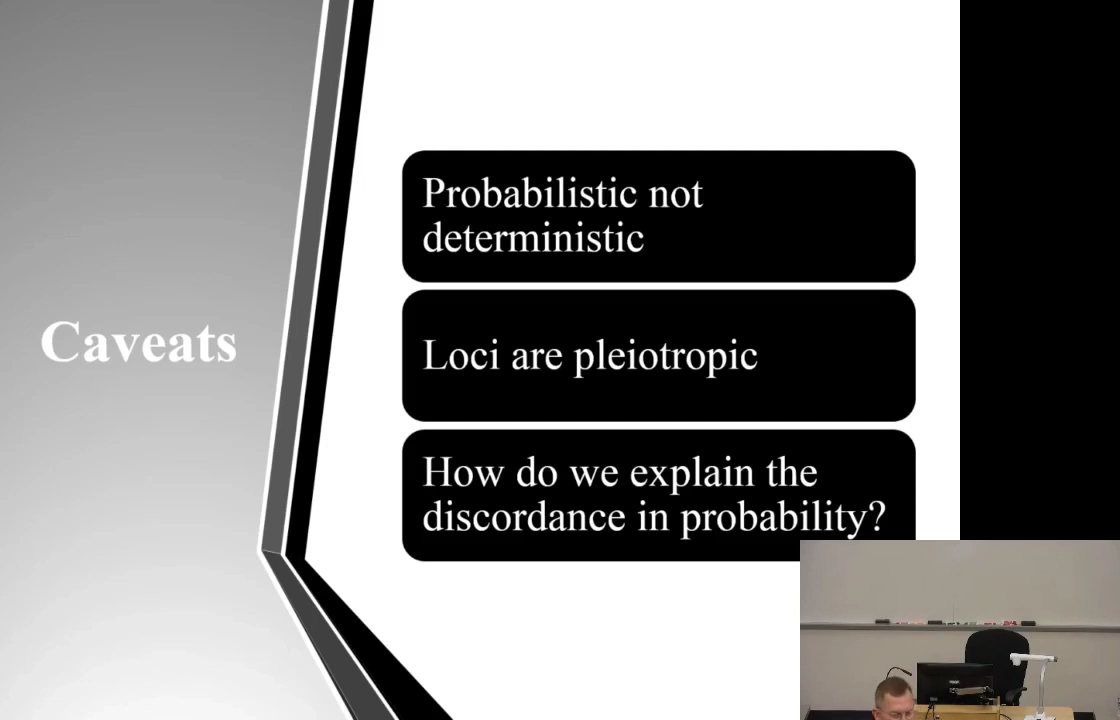 Caveats
Probabilistic not
deterministic
Loci are pleiotropic
How do we explain the
discordance in probability?